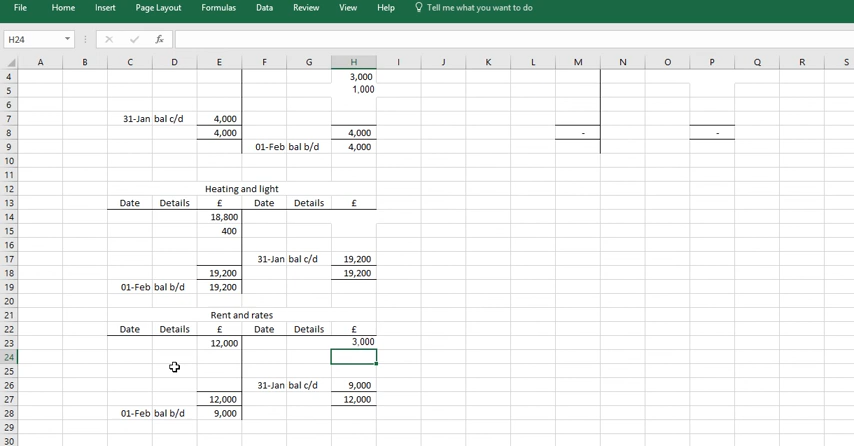 File Home Insert Page Layout Formulas Data Review View Help Tell me what you want to do
H24 fx
A B C D E F G H I J K L M N O P Q R S
4 3,000
5 1,000
6
7 31-Jan bal c/d 4,000
8 4,000 4,000 - -
9 01-Feb bal b/d 4,000
10
11
12 Heating and light
13 Date Details £ Date Details £
14 18,800
15 400
16
17 31-Jan bal c/d 19,200
18 19,200 19,200
19 01-Feb bal b/d 19,200
20
21 Rent and rates
22 Date Details £ Date Details £
23 12,000 3,000
24
25
26 31-Jan bal c/d 9,000
27 12,000 12,000
28 01-Feb bal b/d 9,000
29
30